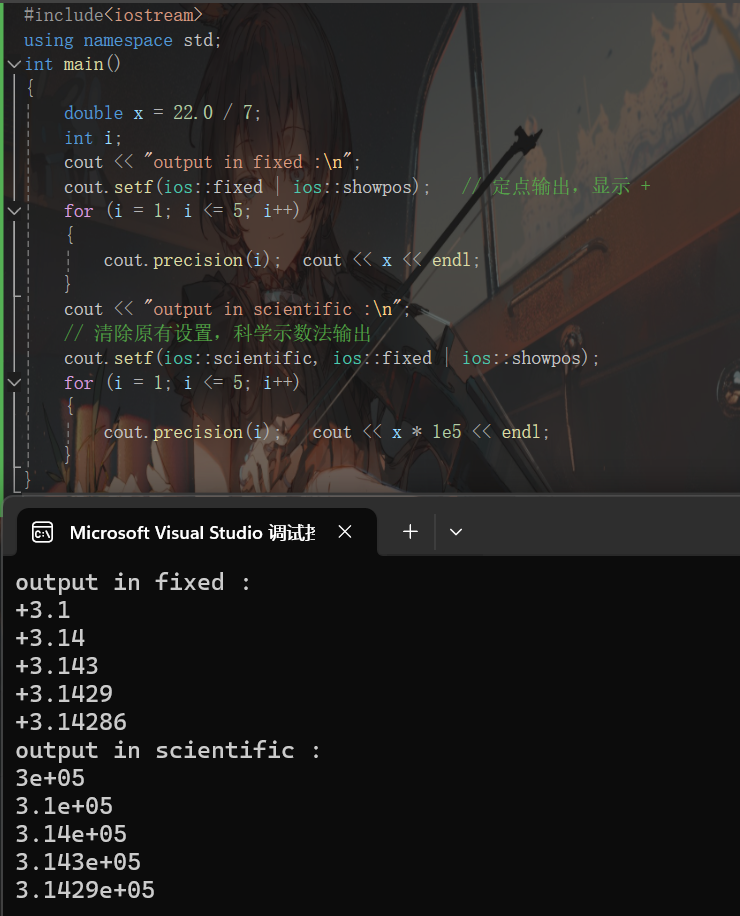 #include<iostream>
using namespace std;
int main()
{
    double x = 22.0 / 7;
    int i;
    cout << "output in fixed :\n";
    cout.setf(ios::fixed | ios::showpos);   // 定点输出，显示 +
    for (i = 1; i <= 5; i++)
    {
        cout.precision(i);  cout << x << endl;
    }
    cout << "output in scientific :\n";
    // 清除原有设置，科学示数法输出
    cout.setf(ios::scientific, ios::fixed | ios::showpos);
    for (i = 1; i <= 5; i++)
    {
        cout.precision(i);   cout << x * 1e5 << endl;
    }
}
Microsoft Visual Studio 调试
output in fixed :
+3.1
+3.14
+3.143
+3.1429
+3.14286
output in scientific :
3e+05
3.1e+05
3.14e+05
3.143e+05
3.1429e+05